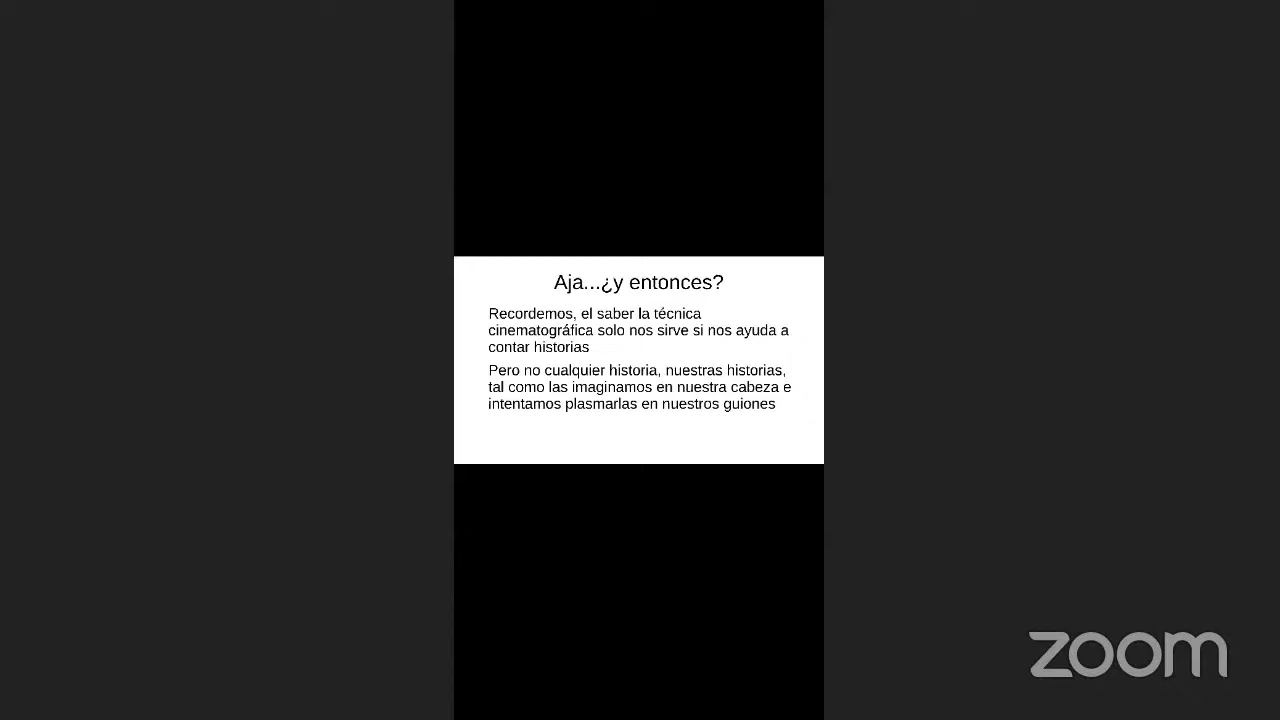 Aja...¿y entonces?
Recordemos, el saber la técnica
cinematográfica solo nos sirve si nos ayuda a
contar historias
Pero no cualquier historia, nuestras historias,
tal como las imaginamos en nuestra cabeza e
intentamos plasmarlas en nuestros guiones
zoom